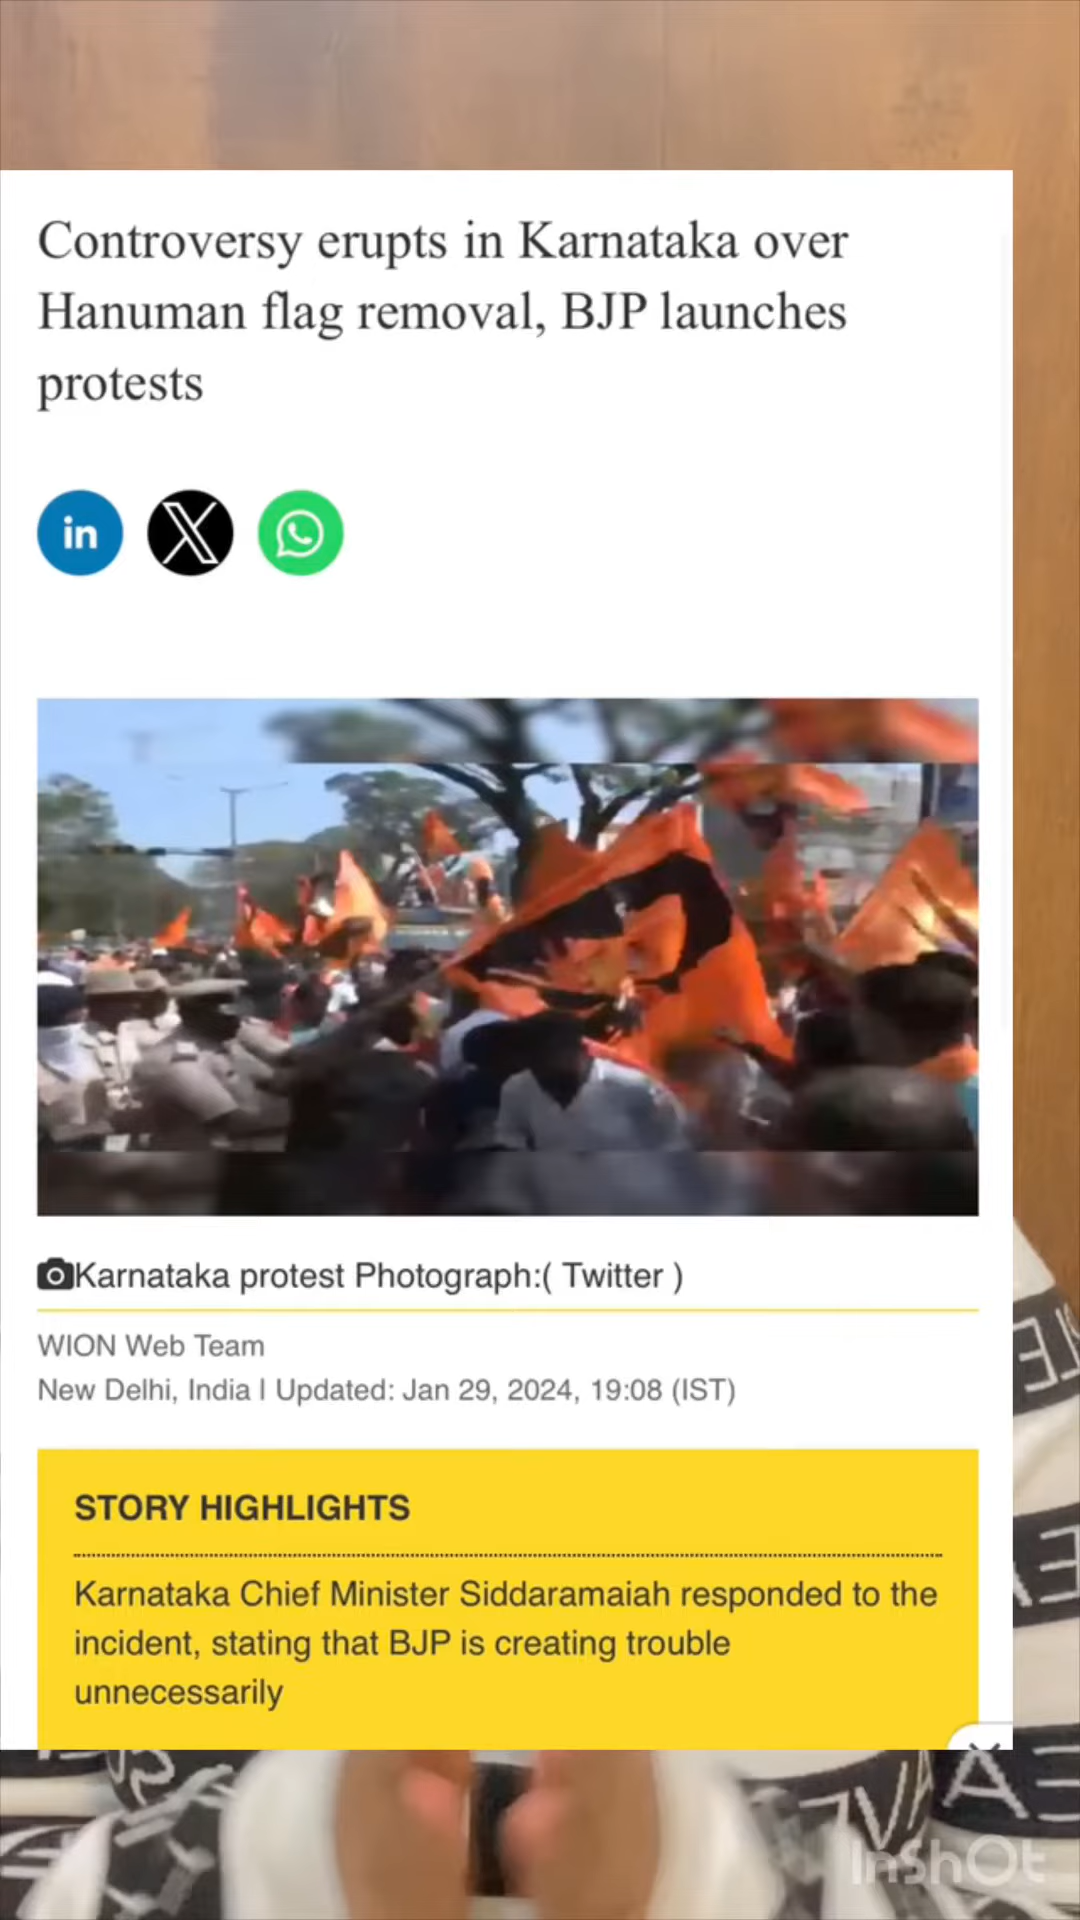 Controversy erupts in Karnataka over
Hanuman flag removal, BJP launches
protests
in
Karnataka protest Photograph:( Twitter )
WION Web Team
New Delhi, India I Updated: Jan 29, 2024, 19:08 (IST)
STORY HIGHLIGHTS
Karnataka Chief Minister Siddaramaiah responded to the
incident, stating that BJP is creating trouble
unnecessarily
InShOt